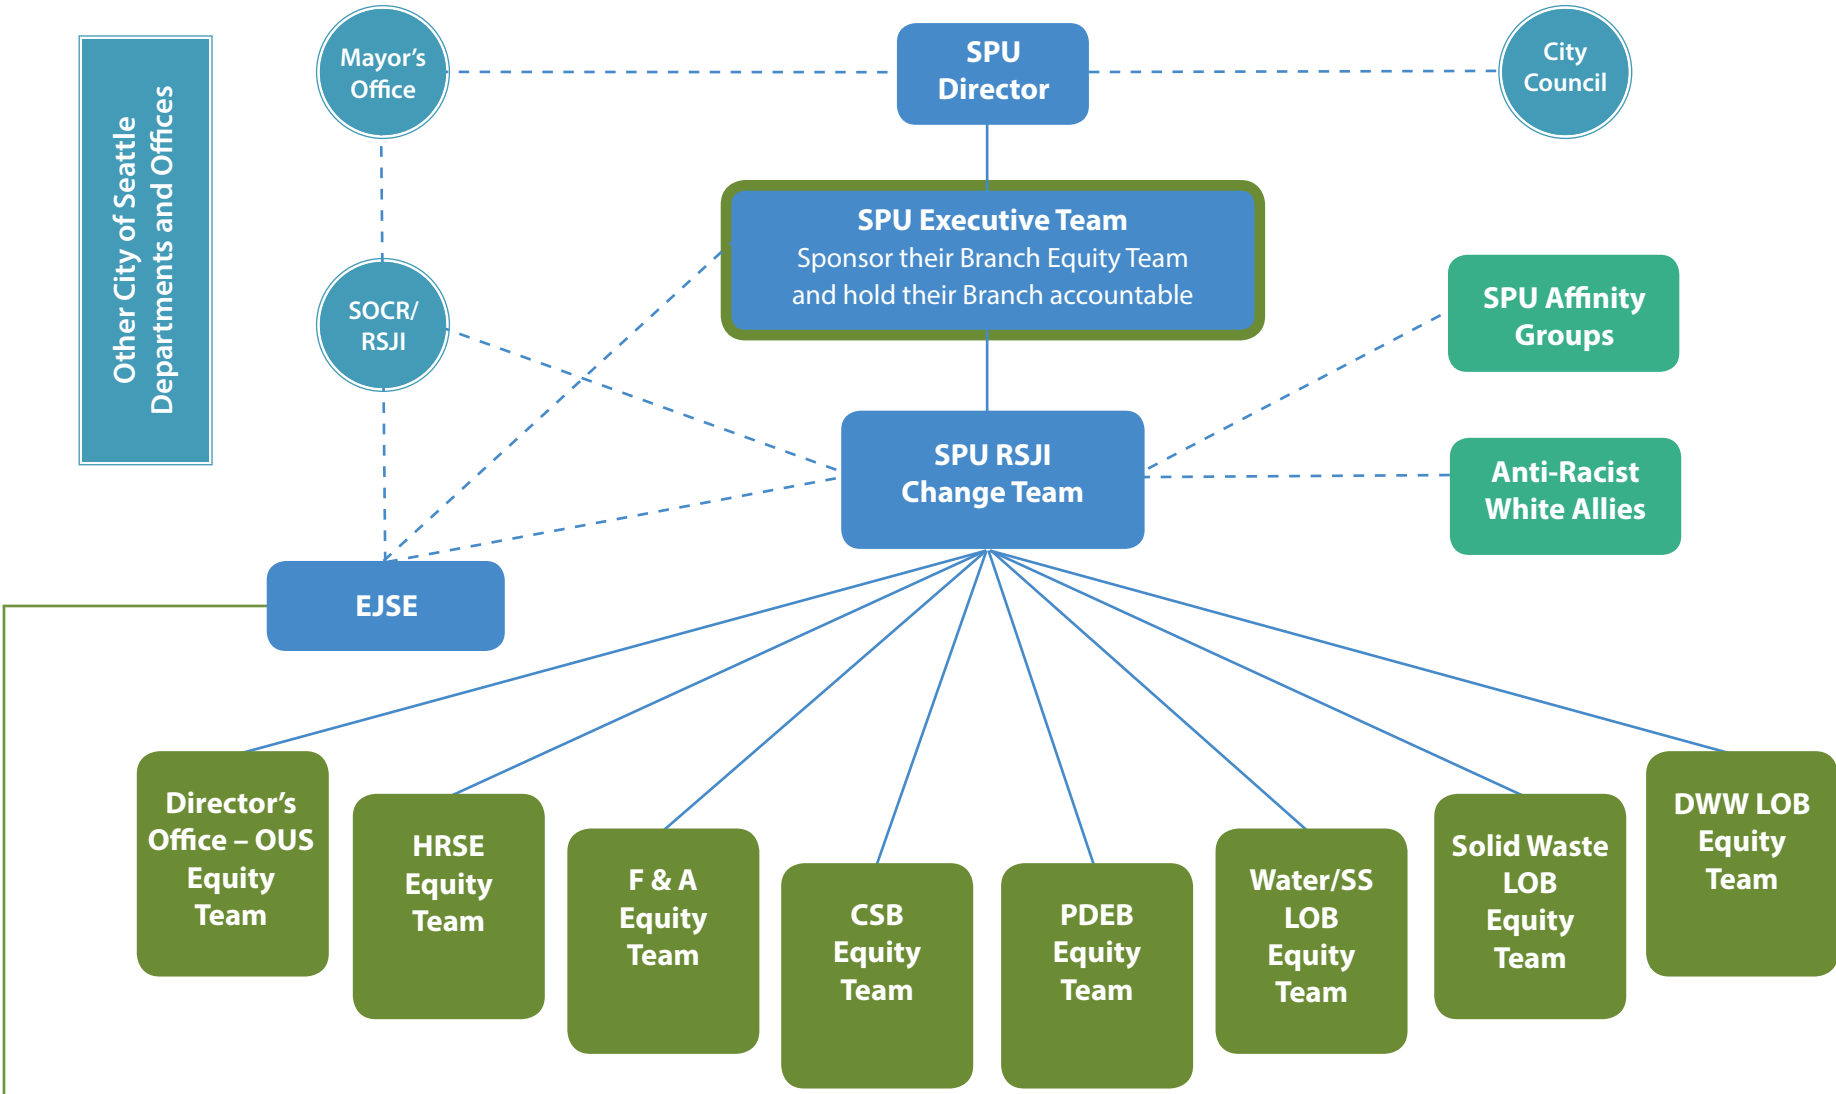 Other City of Seattle
Departments and Offices
Mayor’s
Office
SPU
Director
City
Council
SPU Executive Team
Sponsor their Branch Equity Team
and hold their Branch accountable
SOCR/
RSJI
SPU Affinity
Groups
SPU RSJI
Change Team
Anti-Racist
White Allies
EJSE
Director’s
Office – OUS
Equity
Team
HRSE
Equity
Team
F & A
Equity
Team
CSB
Equity
Team
PDEB
Equity
Team
Water/SS
LOB
Equity
Team
Solid Waste
LOB
Equity
Team
DWW LOB
Equity
Team